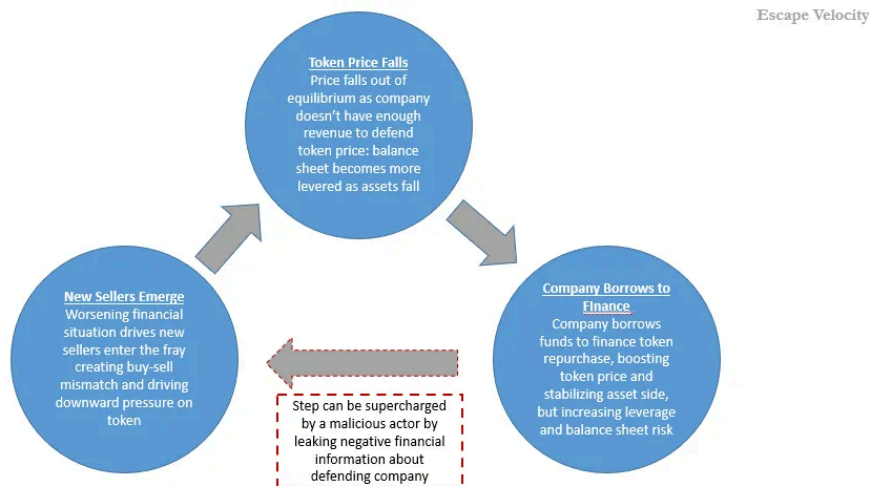 Escape Velocity
Token Price Falls
Price falls out of
equilibrium as company
doesn't have enough
revenue to defend
token price: balance
sheet becomes more
levered as assets fall
New Sellers Emerge
Worsening financial
situation drives new
sellers enter the fray
creating buy-sell
mismatch and driving
downward pressure on
token
Company Borrows to
FInance
Company borrows
funds to finance token
repurchase, boosting
token price and
stabilizing asset side,
but increasing leverage
and balance sheet risk
Step can be supercharged
by a malicious actor by
leaking negative financial
information about
defending company